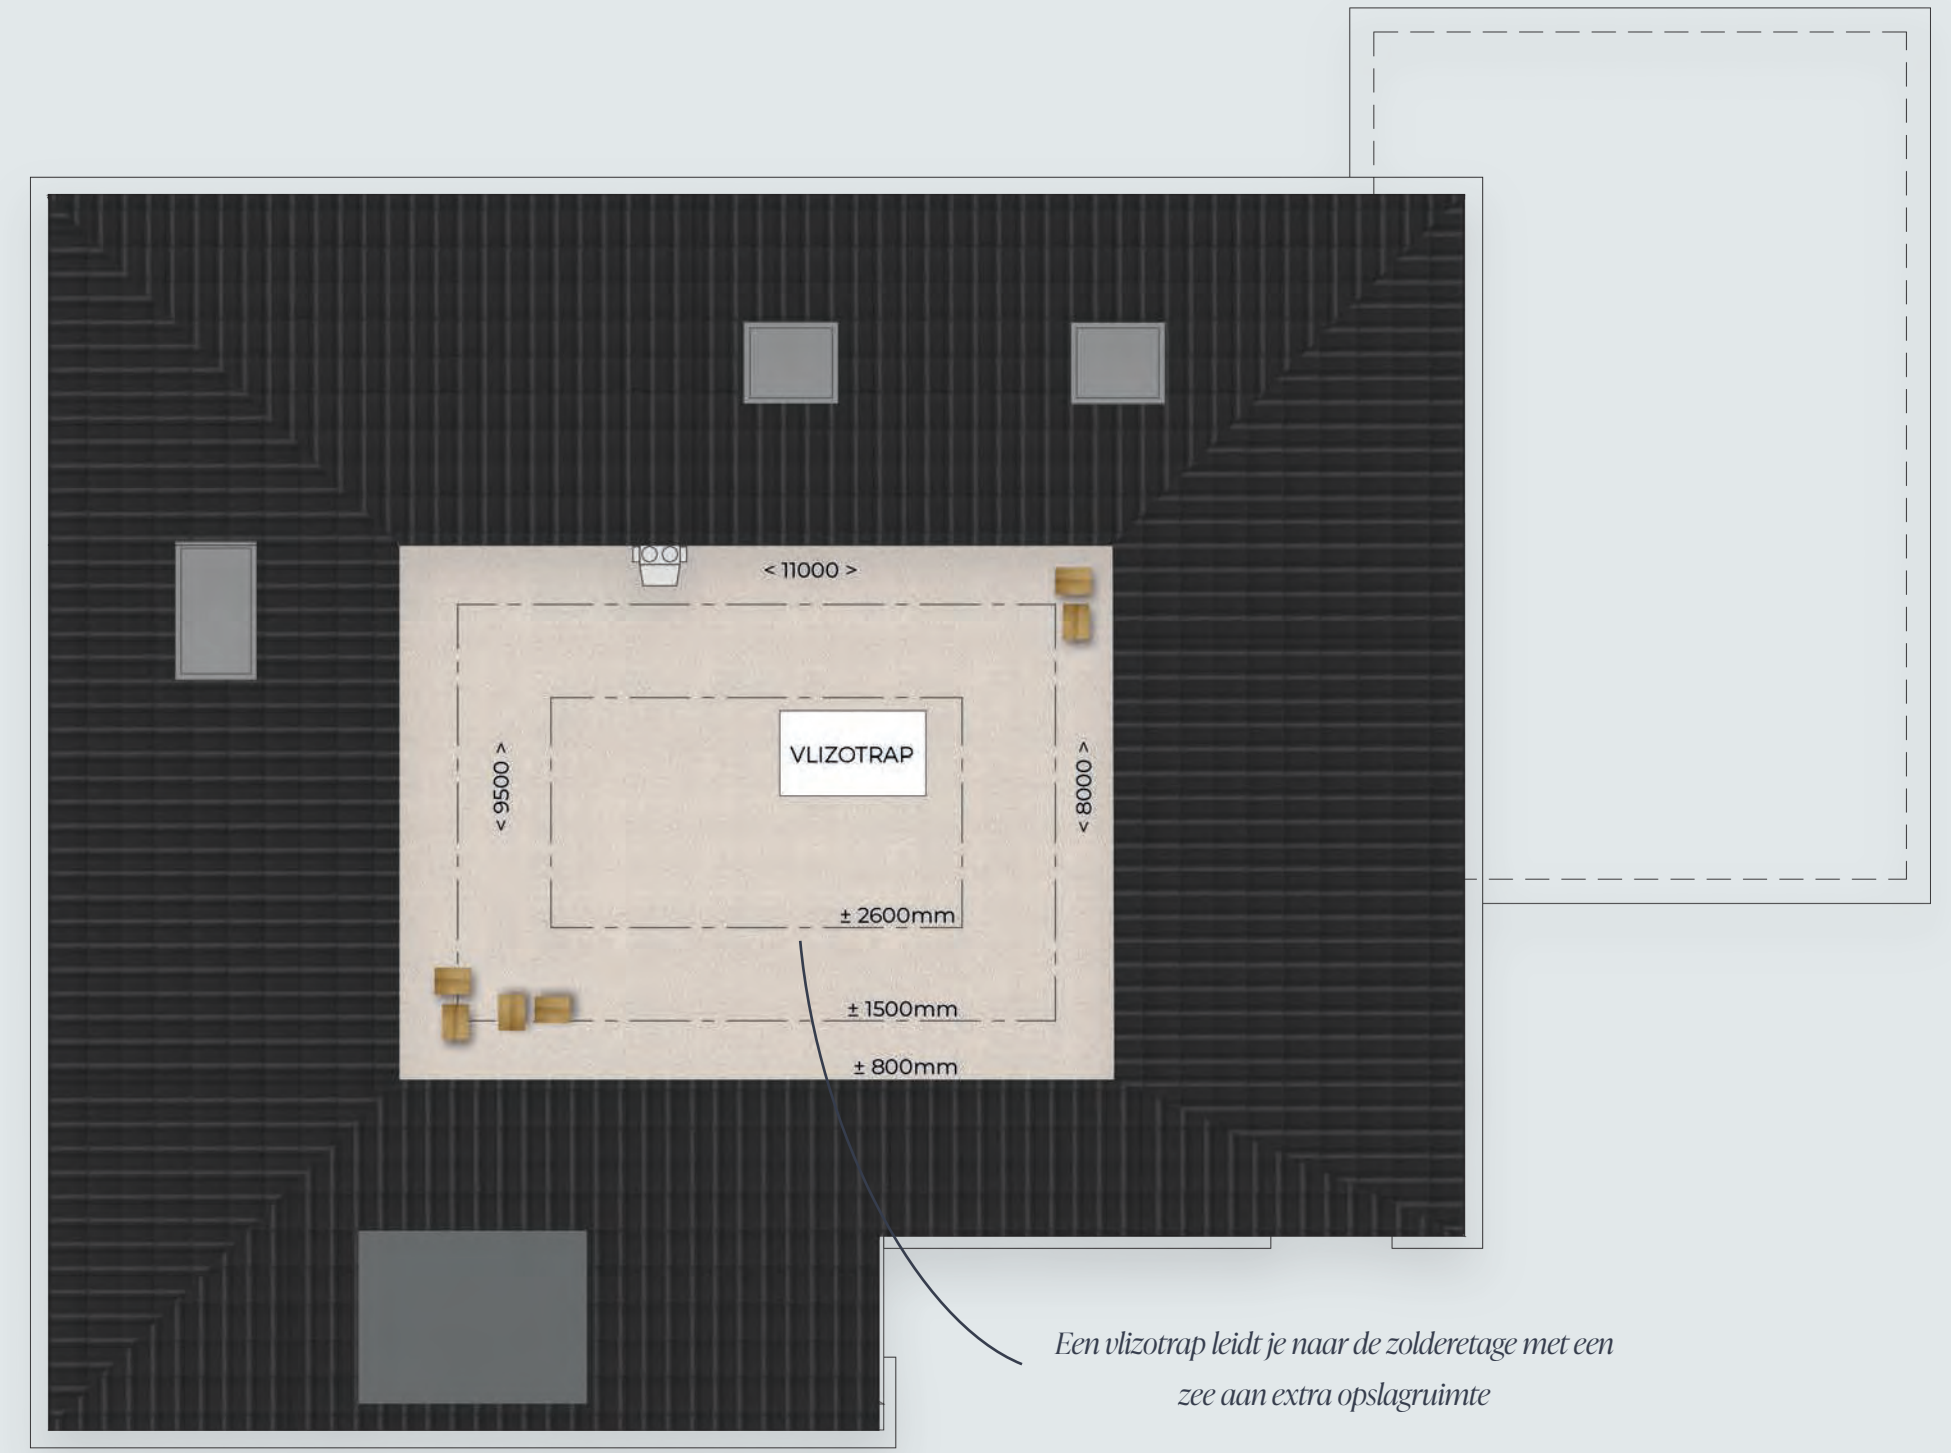 < 11000 >
VLIZOTRAP
< 9500 >
< 8000 >
± 2600mm
± 1500mm
± 800mm
Een vlizotrap leidt je naar de zolderetage met een
zee aan extra opslagruimte